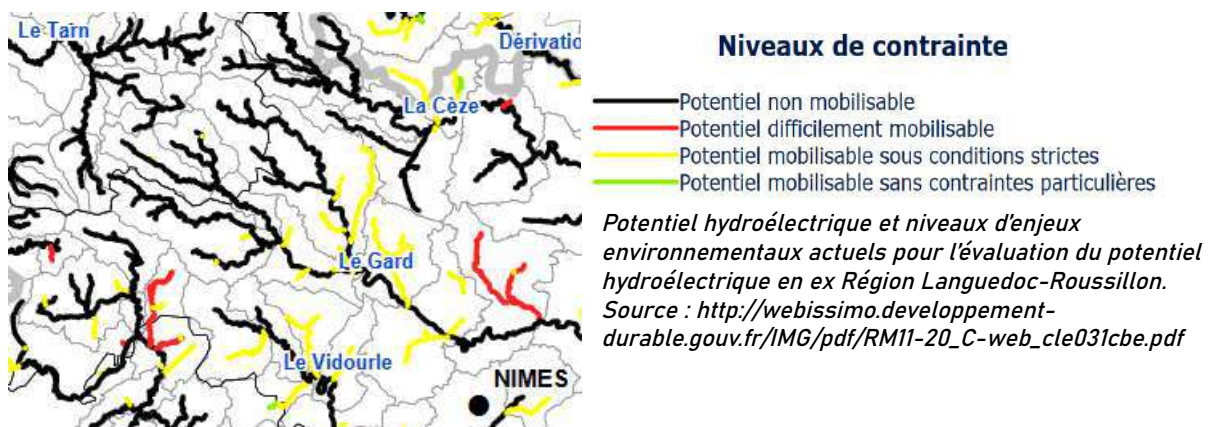 Le Tarn
Dérivatio
La Cèze
Le Gard
Le Vidourle
NIMES
Niveaux de contrainte
Potentiel non mobilisable
Potentiel difficilement mobilisable
Potentiel mobilisable sous conditions strictes
Potentiel mobilisable sans contraintes particulières
Potentiel hydroélectrique et niveaux d'enjeux
environnementaux actuels pour l'évaluation du potentiel
hydroélectrique en ex Région Languedoc-Roussillon.
Source : http://webissimo.developpement-
durable.gouv.fr/IMG/pdf/RM11-20_C-web_cle031cbe.pdf